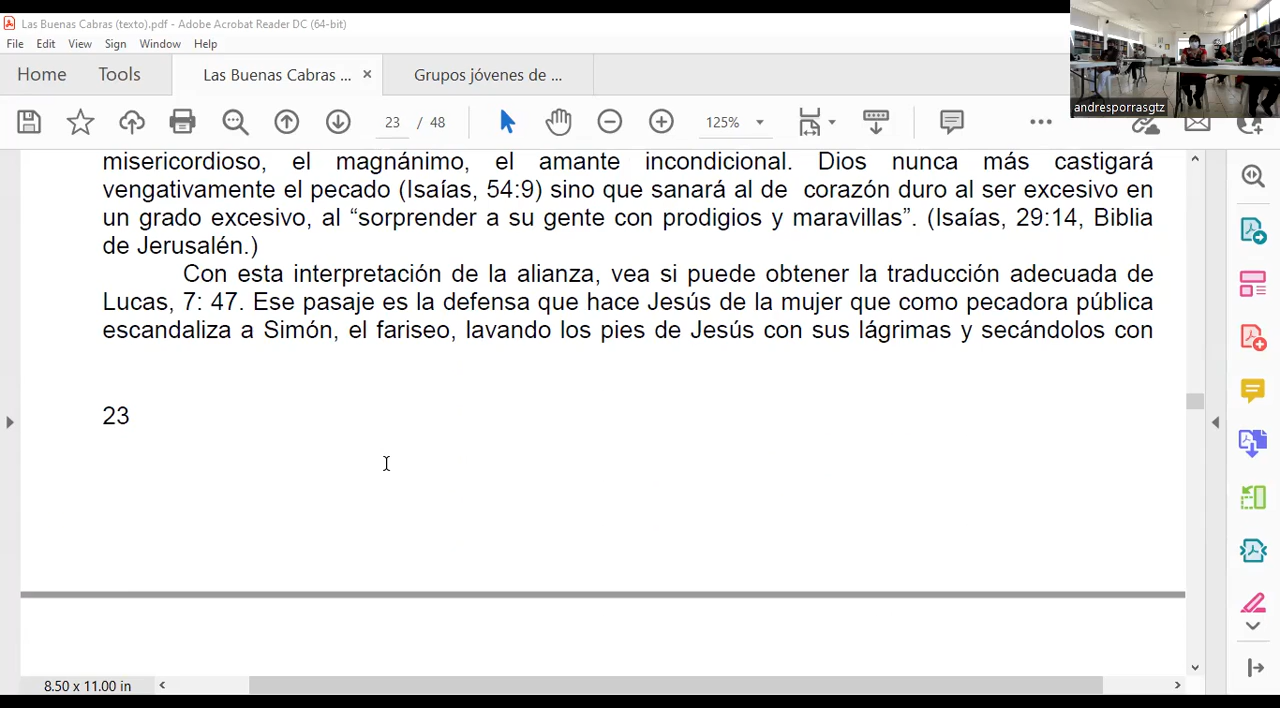 Las Buenas Cabras (texto).pdf - Adobe Acrobat Reader DC (64-bit)
File Edit View Sign Window Help
Home Tools Las Buenas Cabras ... × Grupos jóvenes de ...
23 / 48 125%
andresporrasgtz
misericordioso, el magnánimo, el amante incondicional. Dios nunca más castigará
vengativamente el pecado (Isaías, 54:9) sino que sanará al de corazón duro al ser excesivo en
un grado excesivo, al “sorprender a su gente con prodigios y maravillas”. (Isaías, 29:14, Biblia
de Jerusalén.)
Con esta interpretación de la alianza, vea si puede obtener la traducción adecuada de
Lucas, 7: 47. Ese pasaje es la defensa que hace Jesús de la mujer que como pecadora pública
escandaliza a Simón, el fariseo, lavando los pies de Jesús con sus lágrimas y secándolos con
23
8.50 x 11.00 in